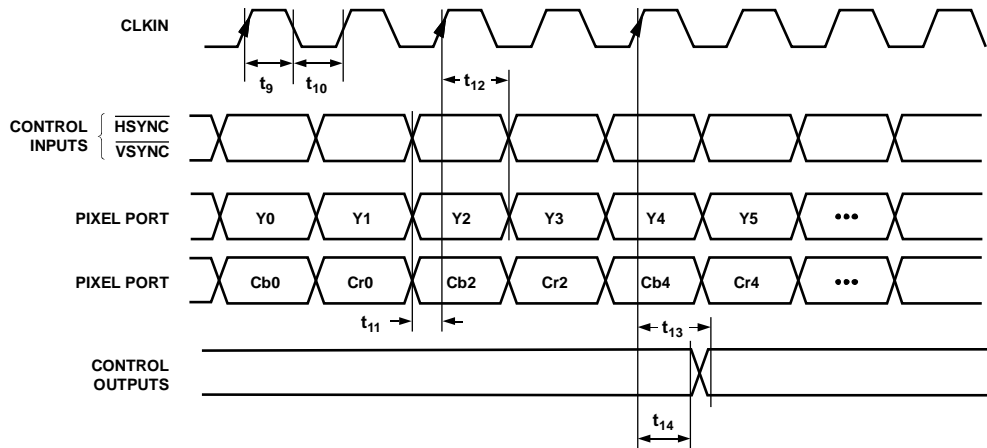 CLKIN
t9 t10 t12
CONTROL INPUTS { HSYNC
VSYNC
PIXEL PORT Y0 Y1 Y2 Y3 Y4 Y5 •••
PIXEL PORT Cb0 Cr0 Cb2 Cr2 Cb4 Cr4 •••
t11 t13
CONTROL
OUTPUTS
t14